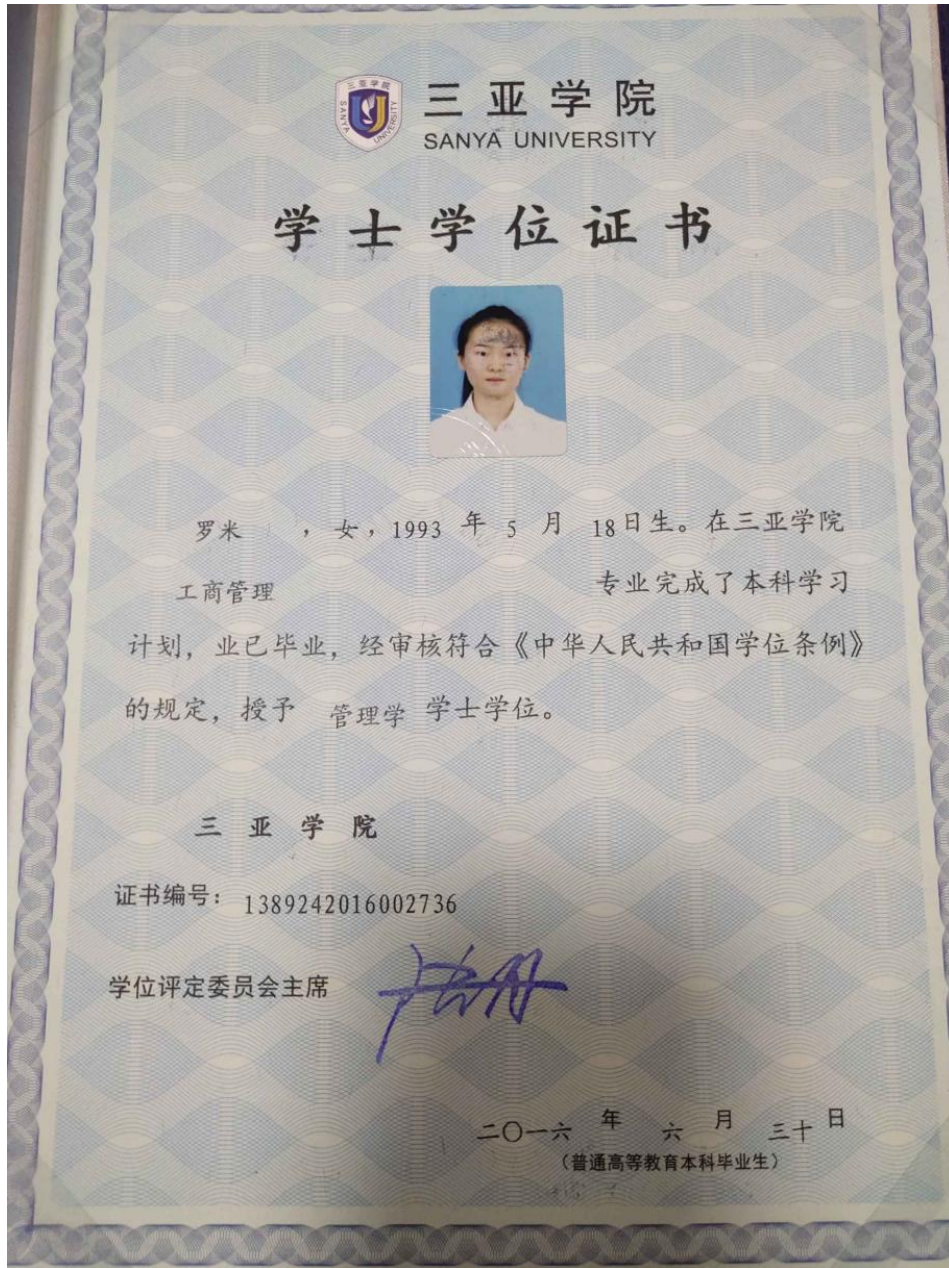 三亚学院
SANYA UNIVERSITY
三亚学院
SANYA UNIVERSITY
学士学位证书
罗米 ，女，1993 年 5 月 18日生。在三亚学院
工商管理 专业完成了本科学习
计划，业已毕业，经审核符合《中华人民共和国学位条例》
的规定，授予 管理学 学士学位。
三亚学院
证书编号： 1389242016002736
学位评定委员会主席
二〇一六 年 六 月 三十 日
（普通高等教育本科毕业生）